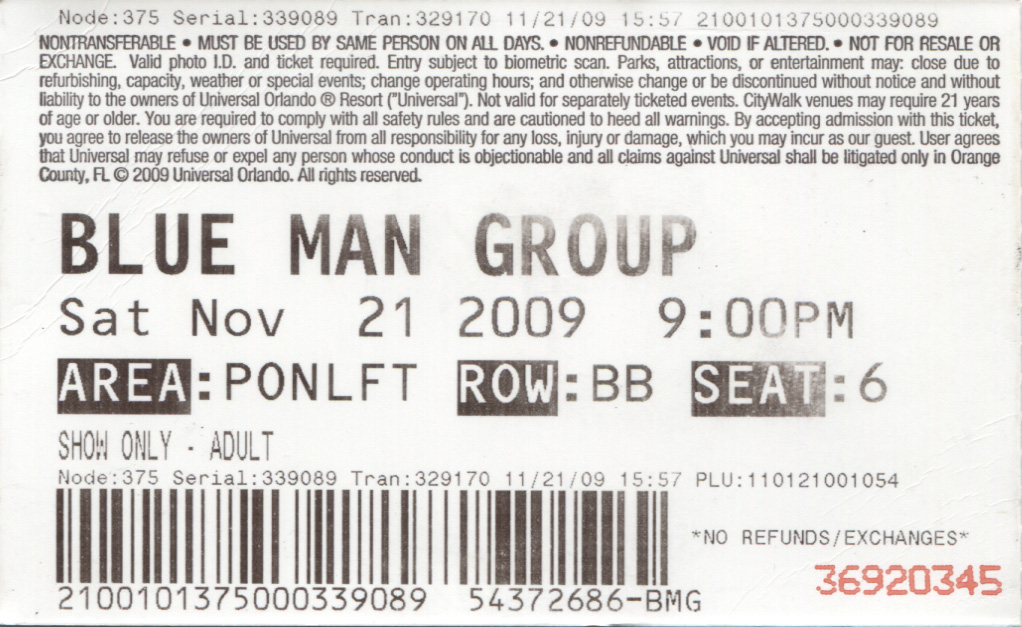 Node:375 Serial:339089 Tran:329170 11/21/09 15:57 2100101375000339089
NONTRANSFERABLE • MUST BE USED BY SAME PERSON ON ALL DAYS. • NONREFUNDABLE • VOID IF ALTERED. • NOT FOR RESALE OR
EXCHANGE. Valid photo I.D. and ticket required. Entry subject to biometric scan. Parks, attractions, or entertainment may: close due to
refurbishing, capacity, weather or special events; change operating hours; and otherwise change or be discontinued without notice and without
liability to the owners of Universal Orlando ® Resort ("Universal"). Not valid for separately ticketed events. CityWalk venues may require 21 years
of age or older. You are required to comply with all safety rules and are cautioned to heed all warnings. By accepting admission with this ticket,
you agree to release the owners of Universal from all responsibility for any loss, injury or damage, which you may incur as our guest. User agrees
that Universal may refuse or expel any person whose conduct is objectionable and all claims against Universal shall be litigated only in Orange
County, FL © 2009 Universal Orlando. All rights reserved.
BLUE MAN GROUP
Sat Nov 21 2009 9:00PM
AREA:PONLFT ROW:BB SEAT:6
SHOW ONLY - ADULT
Node:375 Serial:339089 Tran:329170 11/21/09 15:57 PLU:110121001054
*NO REFUNDS/EXCHANGES*
36920345
2100101375000339089 54372686-BMG